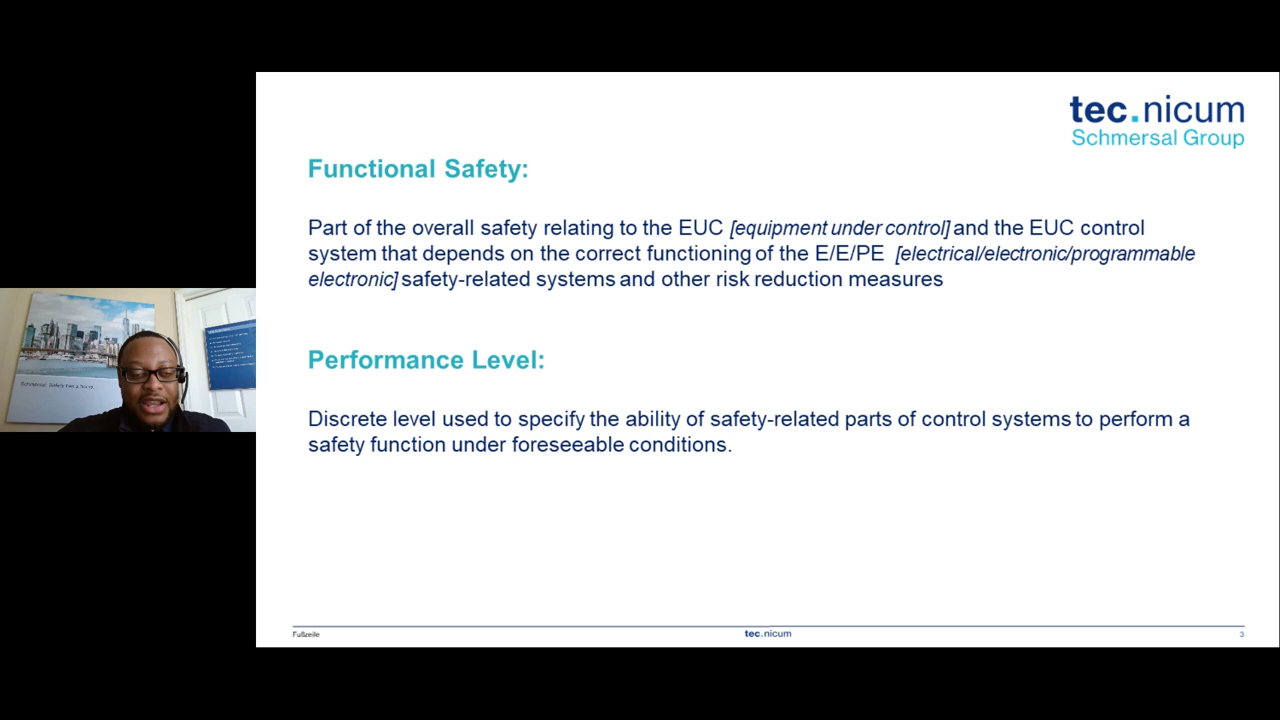 tec.nicum
Schmersal Group
Functional Safety:
Part of the overall safety relating to the EUC [equipment under control] and the EUC control
system that depends on the correct functioning of the E/E/PE [electrical/electronic/programmable
electronic] safety-related systems and other risk reduction measures
Performance Level:
Discrete level used to specify the ability of safety-related parts of control systems to perform a
safety function under foreseeable conditions.
Fußzeile
tec.nicum
3